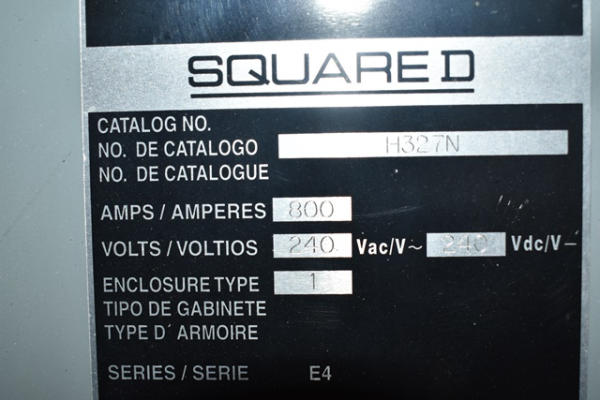 SQUARE D
CATALOG NO.
NO. DE CATALOGO H327N
NO. DE CATALOGUE
AMPS / AMPERES 800
VOLTS / VOLTIOS 240 Vac/V~ 240 Vdc/V⎓
ENCLOSURE TYPE 1
TIPO DE GABINETE
TYPE D´ ARMOIRE
SERIES / SERIE E4